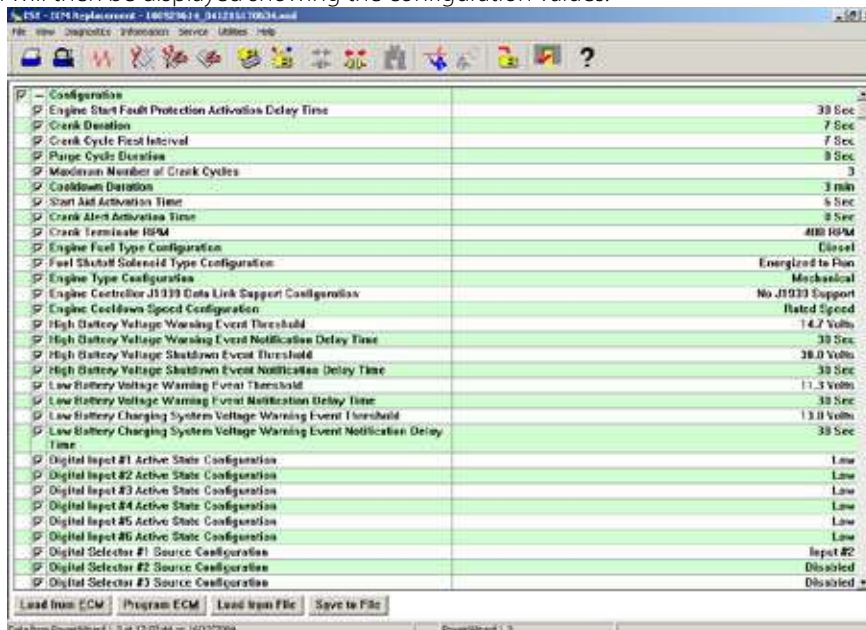 will then be displayed showing the configuration values.
ECM Replacement
File View Diagnostics Information Service Utilities Help
Configuration
Engine Start Fault Protection Activation Delay Time 30 Sec
Crank Duration 7 Sec
Crank Cycle Rest Interval 7 Sec
Purge Cycle Duration 0 Sec
Maximum Number of Crank Cycles 3
Cooldown Duration 3 min
Start Aid Activation Time 6 Sec
Crank Alert Activation Time 0 Sec
Crank Terminate RPM 400 RPM
Engine Fuel Type Configuration Diesel
Fuel Shutoff Solenoid Type Configuration Energized to Run
Engine Type Configuration Mechanical
Engine Controller J1939 Data Link Support Configuration No J1939 Support
Engine Cooldown Speed Configuration Rated Speed
High Battery Voltage Warning Event Threshold 14.7 Volts
High Battery Voltage Warning Event Notification Delay Time 30 Sec
High Battery Voltage Shutdown Event Threshold Volts
High Battery Voltage Shutdown Event Notification Delay Time 30 Sec
Low Battery Voltage Warning Event Threshold 11.3 Volts
Low Battery Voltage Warning Event Notification Delay Time 30 Sec
Low Battery Charging System Voltage Warning Event Threshold 13.0 Volts
Low Battery Charging System Voltage Warning Event Notification Delay 30 Sec
Time
Digital Input #1 Active State Configuration Low
Digital Input #2 Active State Configuration Low
Digital Input #3 Active State Configuration Low
Digital Input #4 Active State Configuration Low
Digital Input #5 Active State Configuration Low
Digital Input #6 Active State Configuration Low
Digital Selector #1 Source Configuration Input #2
Digital Selector #2 Source Configuration Disabled
Digital Selector #3 Source Configuration Disabled
Load from ECM Program ECM Load from File Save to File